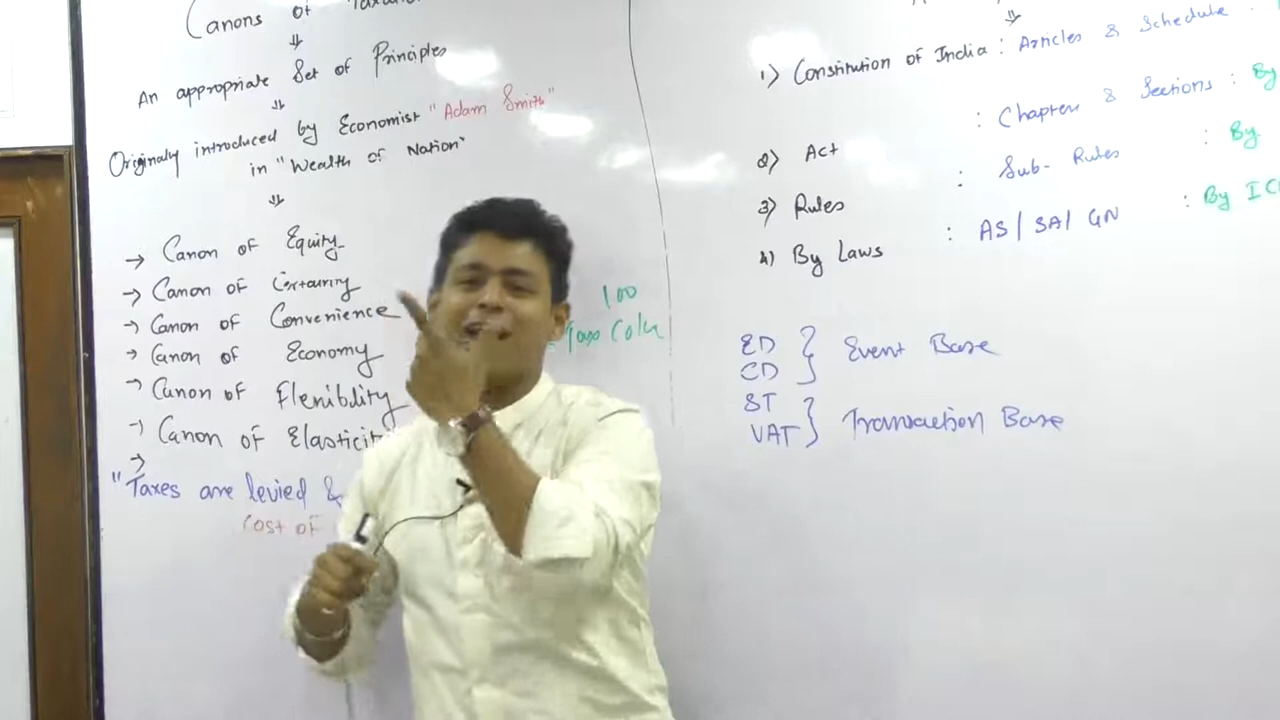 Canons of Taxation
⇓
An appropriate Set of Principles
⇓
Originally introduced by Economist "Adam Smith"
in "Wealth of Nation"
⇓
→ Canon of Equity
→ Canon of Certainty
→ Canon of Convenience
→ Canon of Economy
→ Canon of Flexibility
→ Canon of Elasticit
→
"Taxes are levied &
Cost of
100
⇓
1) Constitution of India : Articles & Schedule :
2) Act : Chapters & Sections : By
3) Rules : Sub-Rules : By
4) By Laws : AS/SA/GN : By IC
ED
CD } Event Base
ST
VAT } Transaction Base